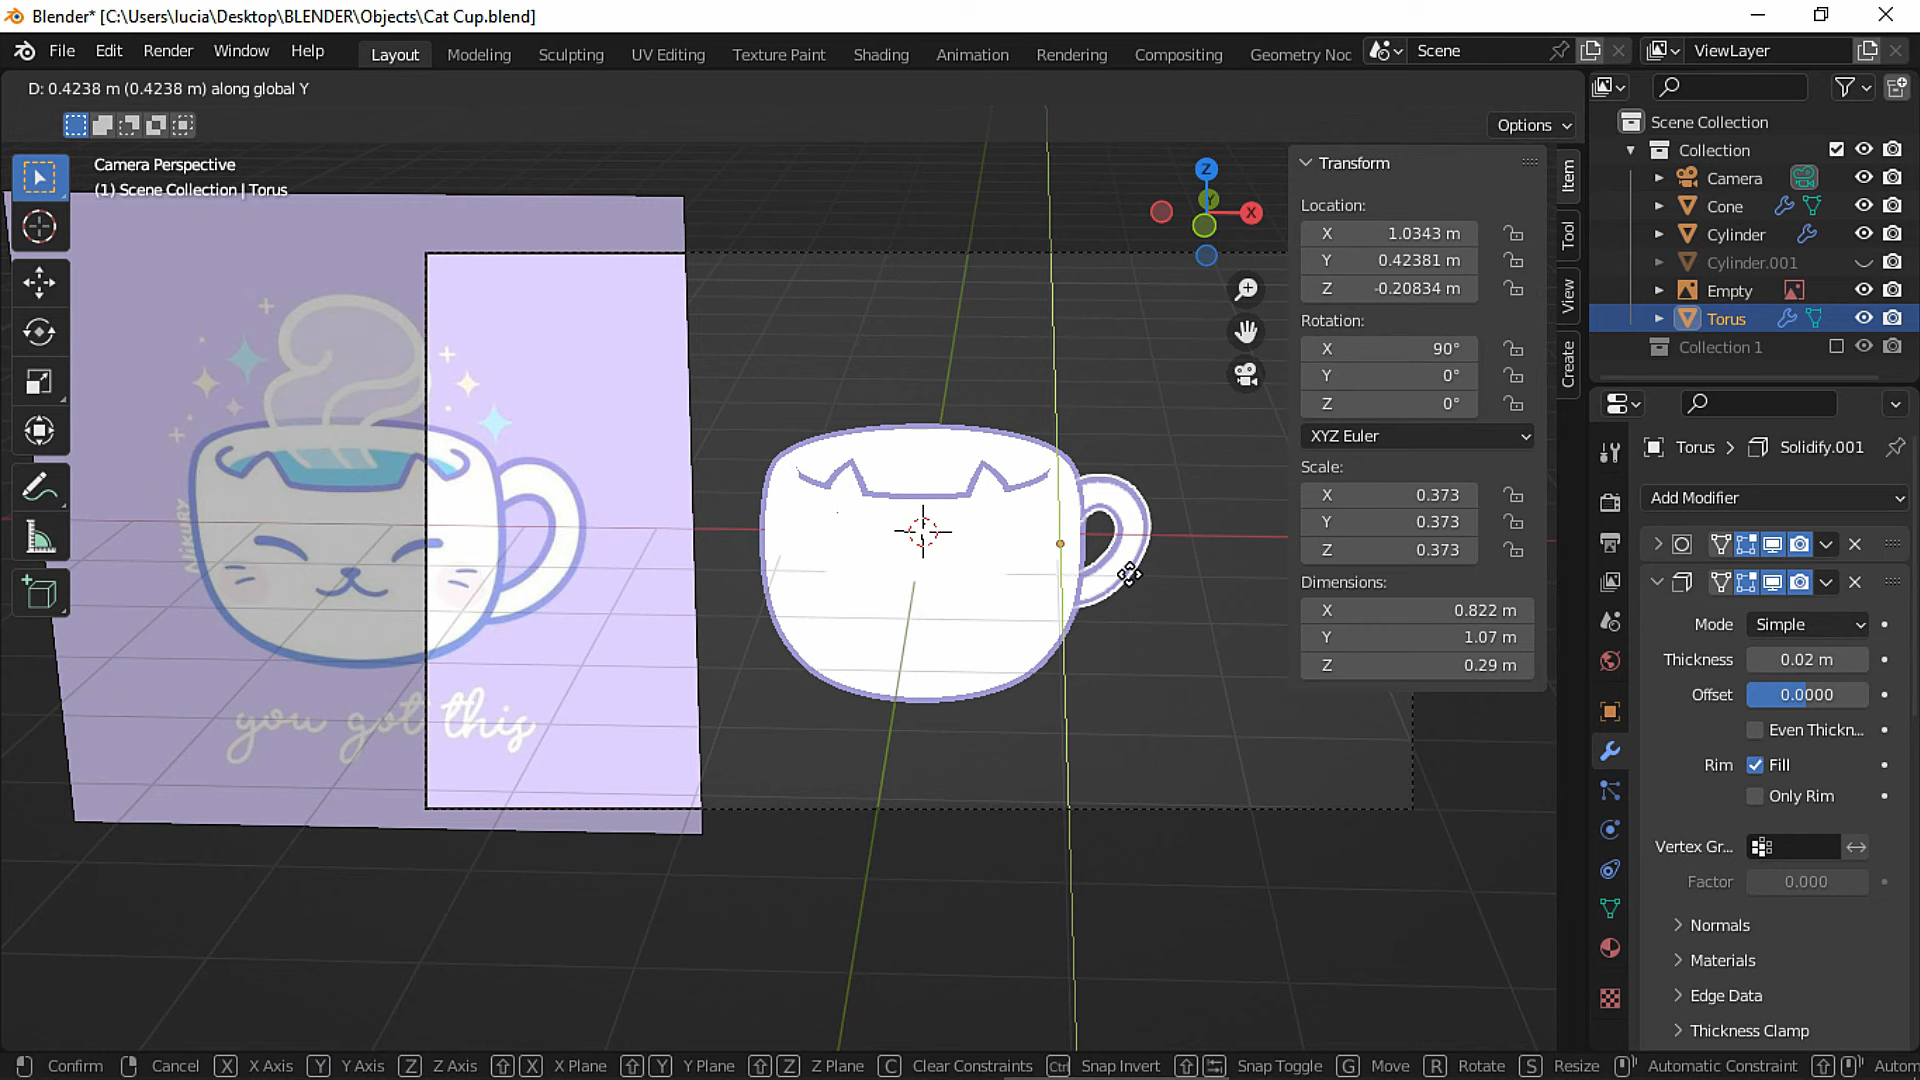 Blender* [C:\Users\lucia\Desktop\BLENDER\Objects\Cat Cup.blend]
File Edit Render Window Help
Layout Modeling Sculpting UV Editing Texture Paint Shading Animation Rendering Compositing Geometry Noc
Scene
ViewLayer
D: 0.4238 m (0.4238 m) along global Y
Options
Camera Perspective
(1) Scene Collection | Torus
Z
Y
X
Nikury
you got this
Transform
Location:
X 1.0343 m
Y 0.42381 m
Z -0.20834 m
Rotation:
X 90°
Y 0°
Z 0°
XYZ Euler
Scale:
X 0.373
Y 0.373
Z 0.373
Dimensions:
X 0.822 m
Y 1.07 m
Z 0.29 m
Item
Tool
View
Create
Scene Collection
Collection
Camera
Cone
Cylinder
Cylinder.001
Empty
Torus
Collection 1
Torus > Solidify.001
Add Modifier
Mode Simple
Thickness 0.02 m
Offset 0.0000
Even Thickn...
Rim Fill
Only Rim
Vertex Gr...
Factor 0.000
Normals
Materials
Edge Data
Thickness Clamp
Confirm Cancel X X Axis Y Y Axis Z Z Axis X X Plane Y Y Plane Z Z Plane C Clear Constraints Ctrl Snap Invert Snap Toggle G Move R Rotate S Resize Automatic Constraint Autom